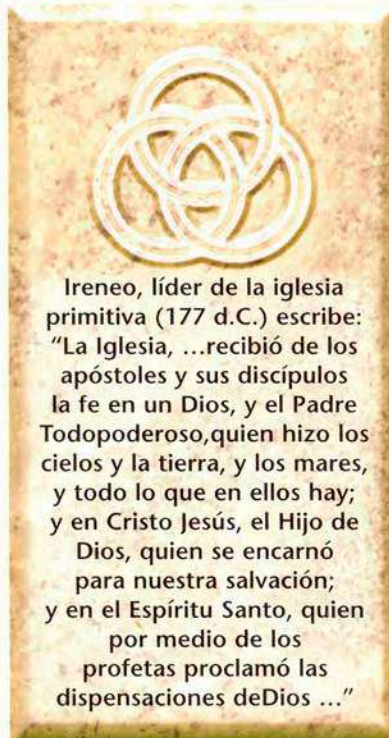 Ireneo, líder de la iglesia
primitiva (177 d.C.) escribe:
“La Iglesia, ...recibió de los
apóstoles y sus discípulos
la fe en un Dios, y el Padre
Todopoderoso,quien hizo los
cielos y la tierra, y los mares,
y todo lo que en ellos hay;
y en Cristo Jesús, el Hijo de
Dios, quien se encarnó
para nuestra salvación;
y en el Espíritu Santo, quien
por medio de los
profetas proclamó las
dispensaciones deDios ...”